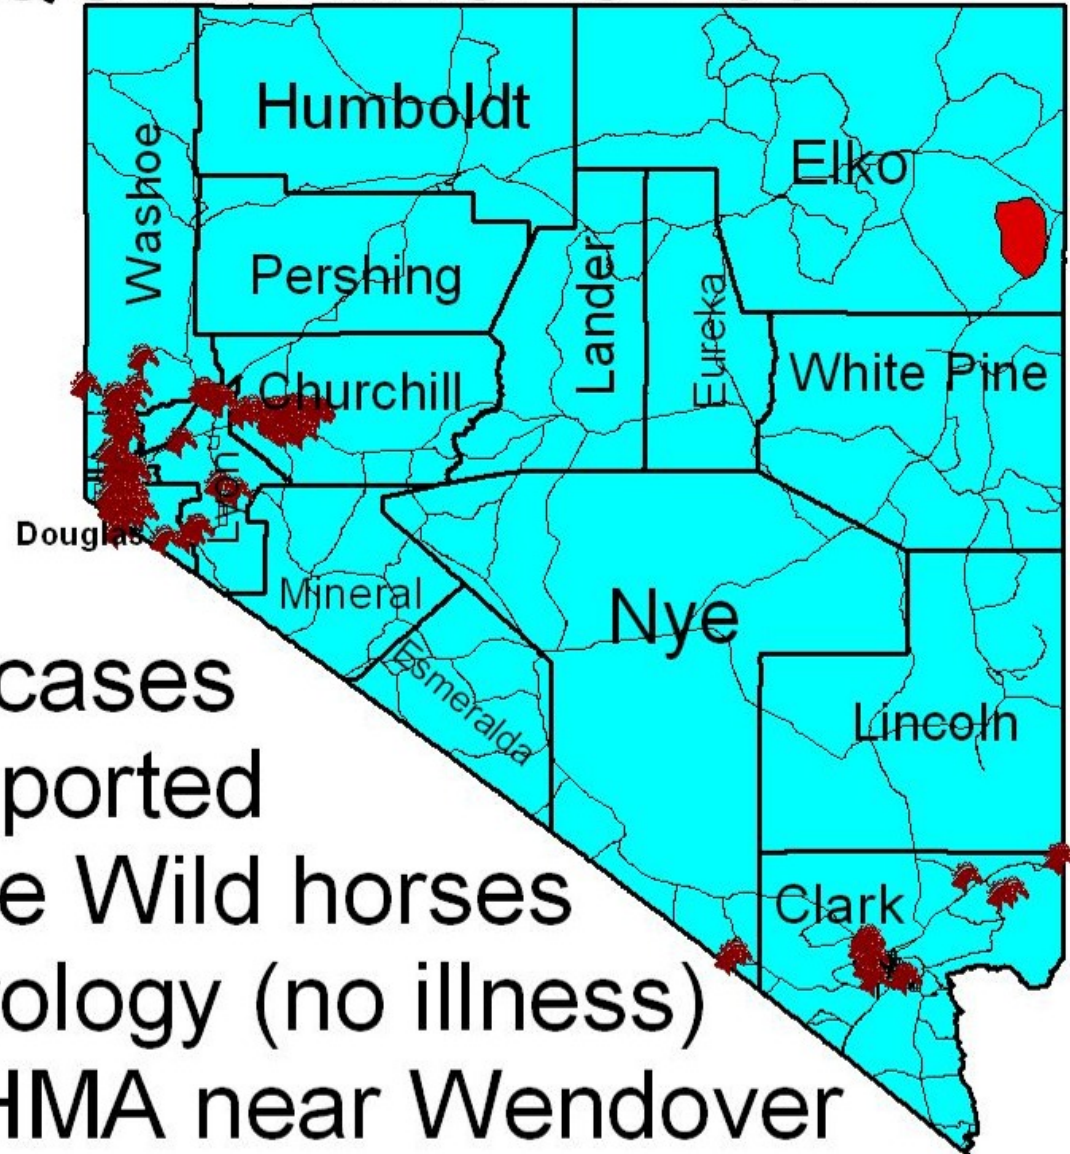 Humboldt
Elko
Washoe
Pershing
Lander
Eureka
White Pine
Churchill
Douglas
Mineral
Nye
Esmeralda
Lincoln
Clark
cases
ported
e Wild horses
ology (no illness)
HMA near Wendover